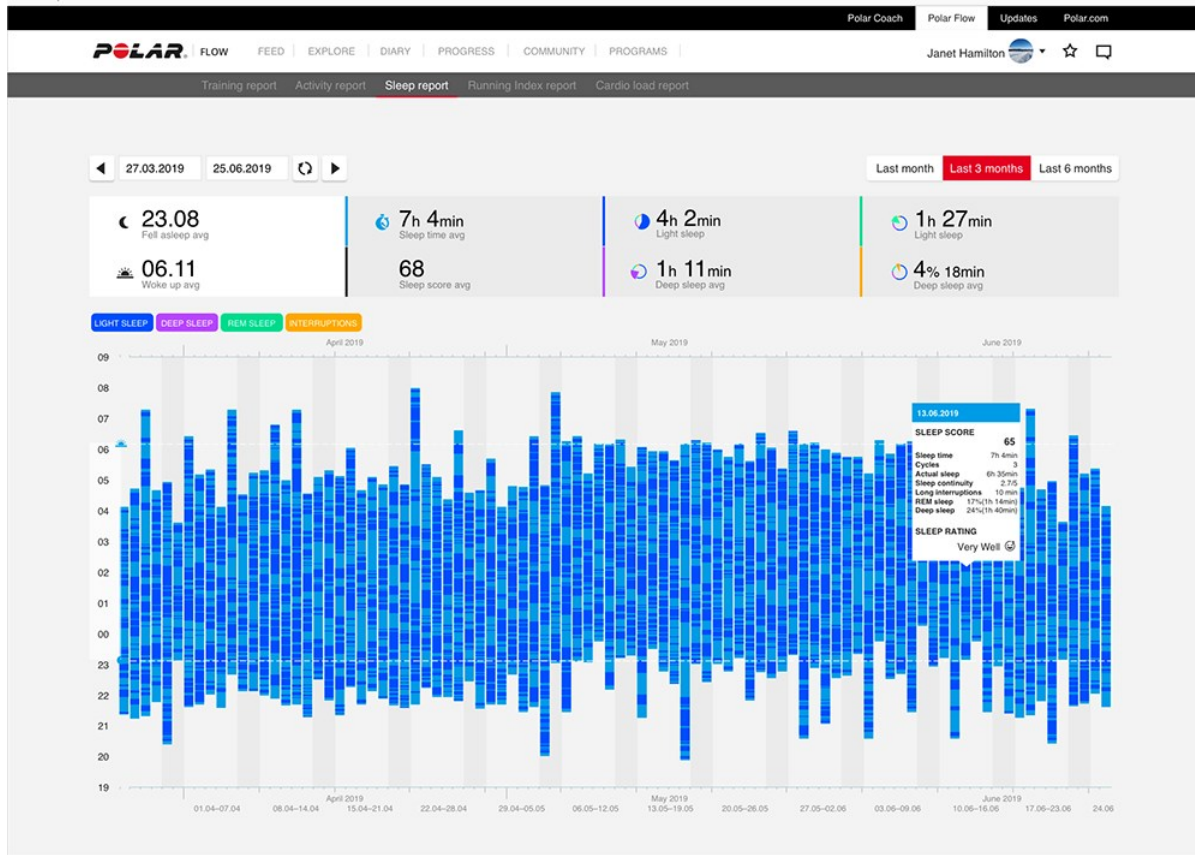 Polar Coach Polar Flow Updates Polar.com
POLAR. FLOW FEED EXPLORE DIARY PROGRESS COMMUNITY PROGRAMS Janet Hamilton
Training report Activity report Sleep report Running Index report Cardio load report
27.03.2019 25.06.2019 Last month Last 3 months Last 6 months
23.08 7h 4min 4h 2min 1h 27min
Fell asleep avg Sleep time avg Light sleep Light sleep
06.11 68 1h 11min 4% 18min
Woke up avg Sleep score avg Deep sleep avg Deep sleep avg
LIGHT SLEEP DEEP SLEEP REM SLEEP INTERRUPTIONS
April 2019 May 2019 June 2019
09
08
07
06
05
04
03
02
01
00
23
22
21
20
19
13.06.2019
SLEEP SCORE
65
Sleep time 7h 4min
Cycles 3
Actual sleep 6h 35min
Sleep continuity 2.7/5
Long interruptions 10 min
REM sleep 17%(1h 14min)
Deep sleep 24%(1h 40min)
SLEEP RATING
Very Well
April 2019 May 2019 June 2019
01.04–07.04 08.04–14.04 15.04–21.04 22.04–28.04 29.04–05.05 06.05–12.05 13.05–19.05 20.05–26.05 27.05–02.06 03.06–09.06 10.06–16.06 17.06–23.06 24.06